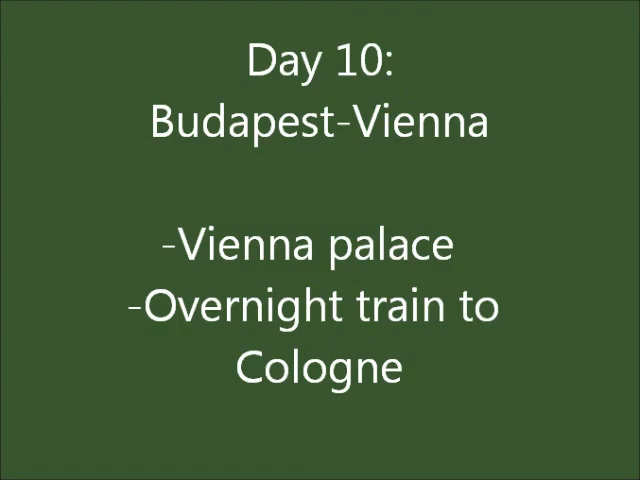 Day 10:
Budapest-Vienna
-Vienna palace
-Overnight train to
Cologne